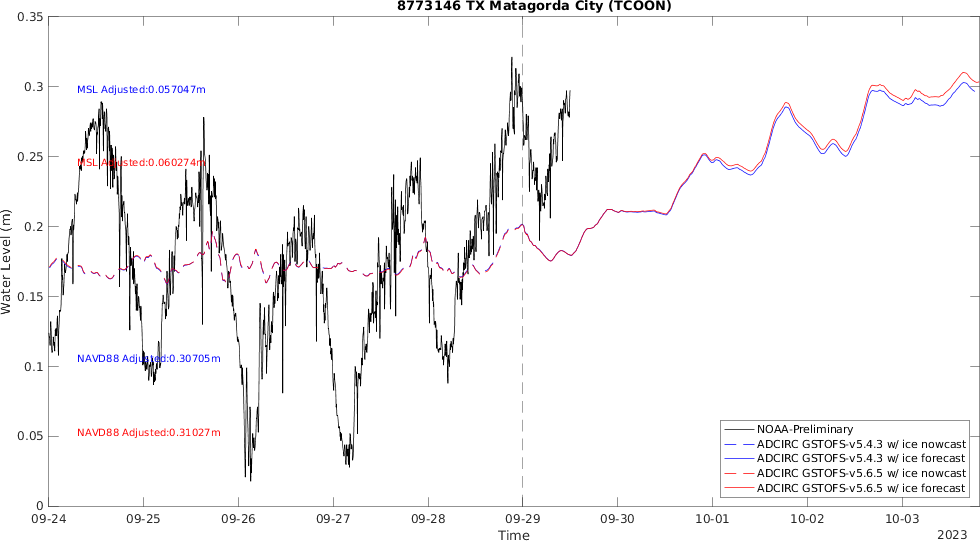 8773146 TX Matagorda City (TCOON)
0.35
0.3
0.25
0.2
0.15
0.1
0.05
0
Water Level (m)
MSL Adjusted:0.057047m
MSL Adjusted:0.060274m
NAVD88 Adjusted:0.30705m
NAVD88 Adjusted:0.31027m
NOAA-Preliminary
ADCIRC GSTOFS-v5.4.3 w/ ice nowcast
ADCIRC GSTOFS-v5.4.3 w/ ice forecast
ADCIRC GSTOFS-v5.6.5 w/ ice nowcast
ADCIRC GSTOFS-v5.6.5 w/ ice forecast
09-24 09-25 09-26 09-27 09-28 09-29 09-30 10-01 10-02 10-03
Time
2023